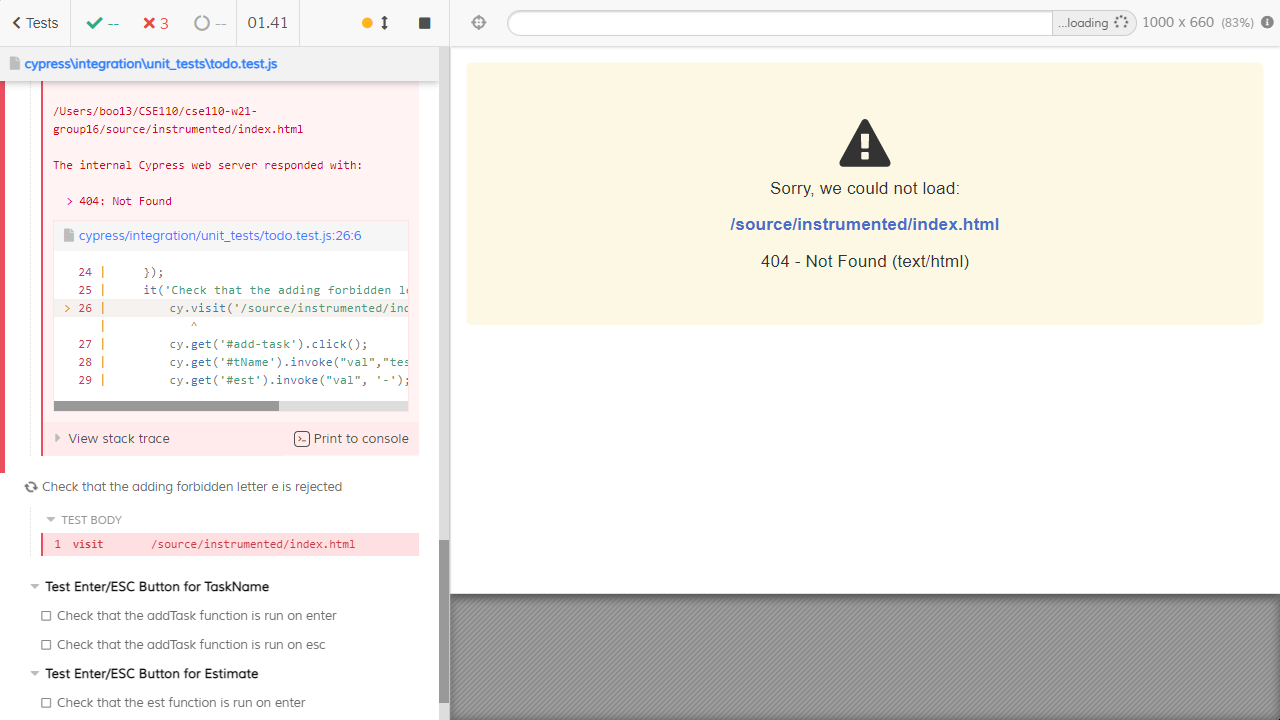 Tests
--
3
--
01.41
...loading
1000 x 660 (83%)
cypress\integration\unit_tests\todo.test.js
/Users/boo13/CSE110/cse110-w21-
group16/source/instrumented/index.html
The internal Cypress web server responded with:
> 404: Not Found
cypress/integration/unit_tests/todo.test.js:26:6
24 | });
25 | it('Check that the adding forbidden le
> 26 | cy.visit('/source/instrumented/ind
| ^
27 | cy.get('#add-task').click();
28 | cy.get('#tName').invoke("val","tes
29 | cy.get('#est').invoke("val", '-');
View stack trace
Print to console
Check that the adding forbidden letter e is rejected
TEST BODY
1 visit /source/instrumented/index.html
Test Enter/ESC Button for TaskName
Check that the addTask function is run on enter
Check that the addTask function is run on esc
Test Enter/ESC Button for Estimate
Check that the est function is run on enter
Sorry, we could not load:
/source/instrumented/index.html
404 - Not Found (text/html)